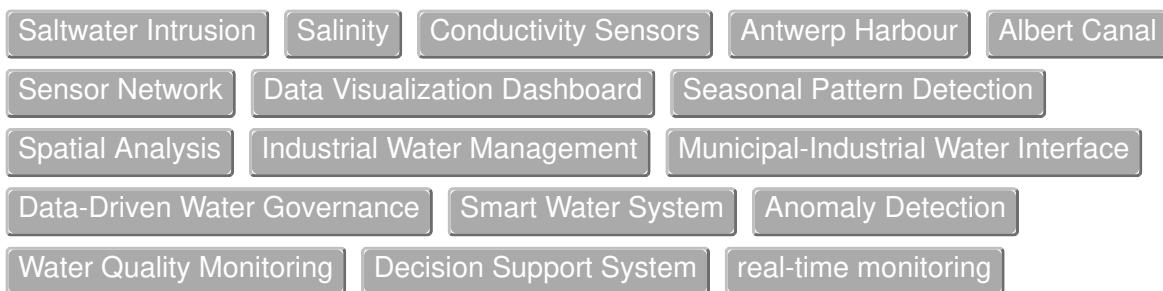 Saltwater Intrusion Salinity Conductivity Sensors Antwerp Harbour Albert Canal
Sensor Network Data Visualization Dashboard Seasonal Pattern Detection
Spatial Analysis Industrial Water Management Municipal-Industrial Water Interface
Data-Driven Water Governance Smart Water System Anomaly Detection
Water Quality Monitoring Decision Support System real-time monitoring